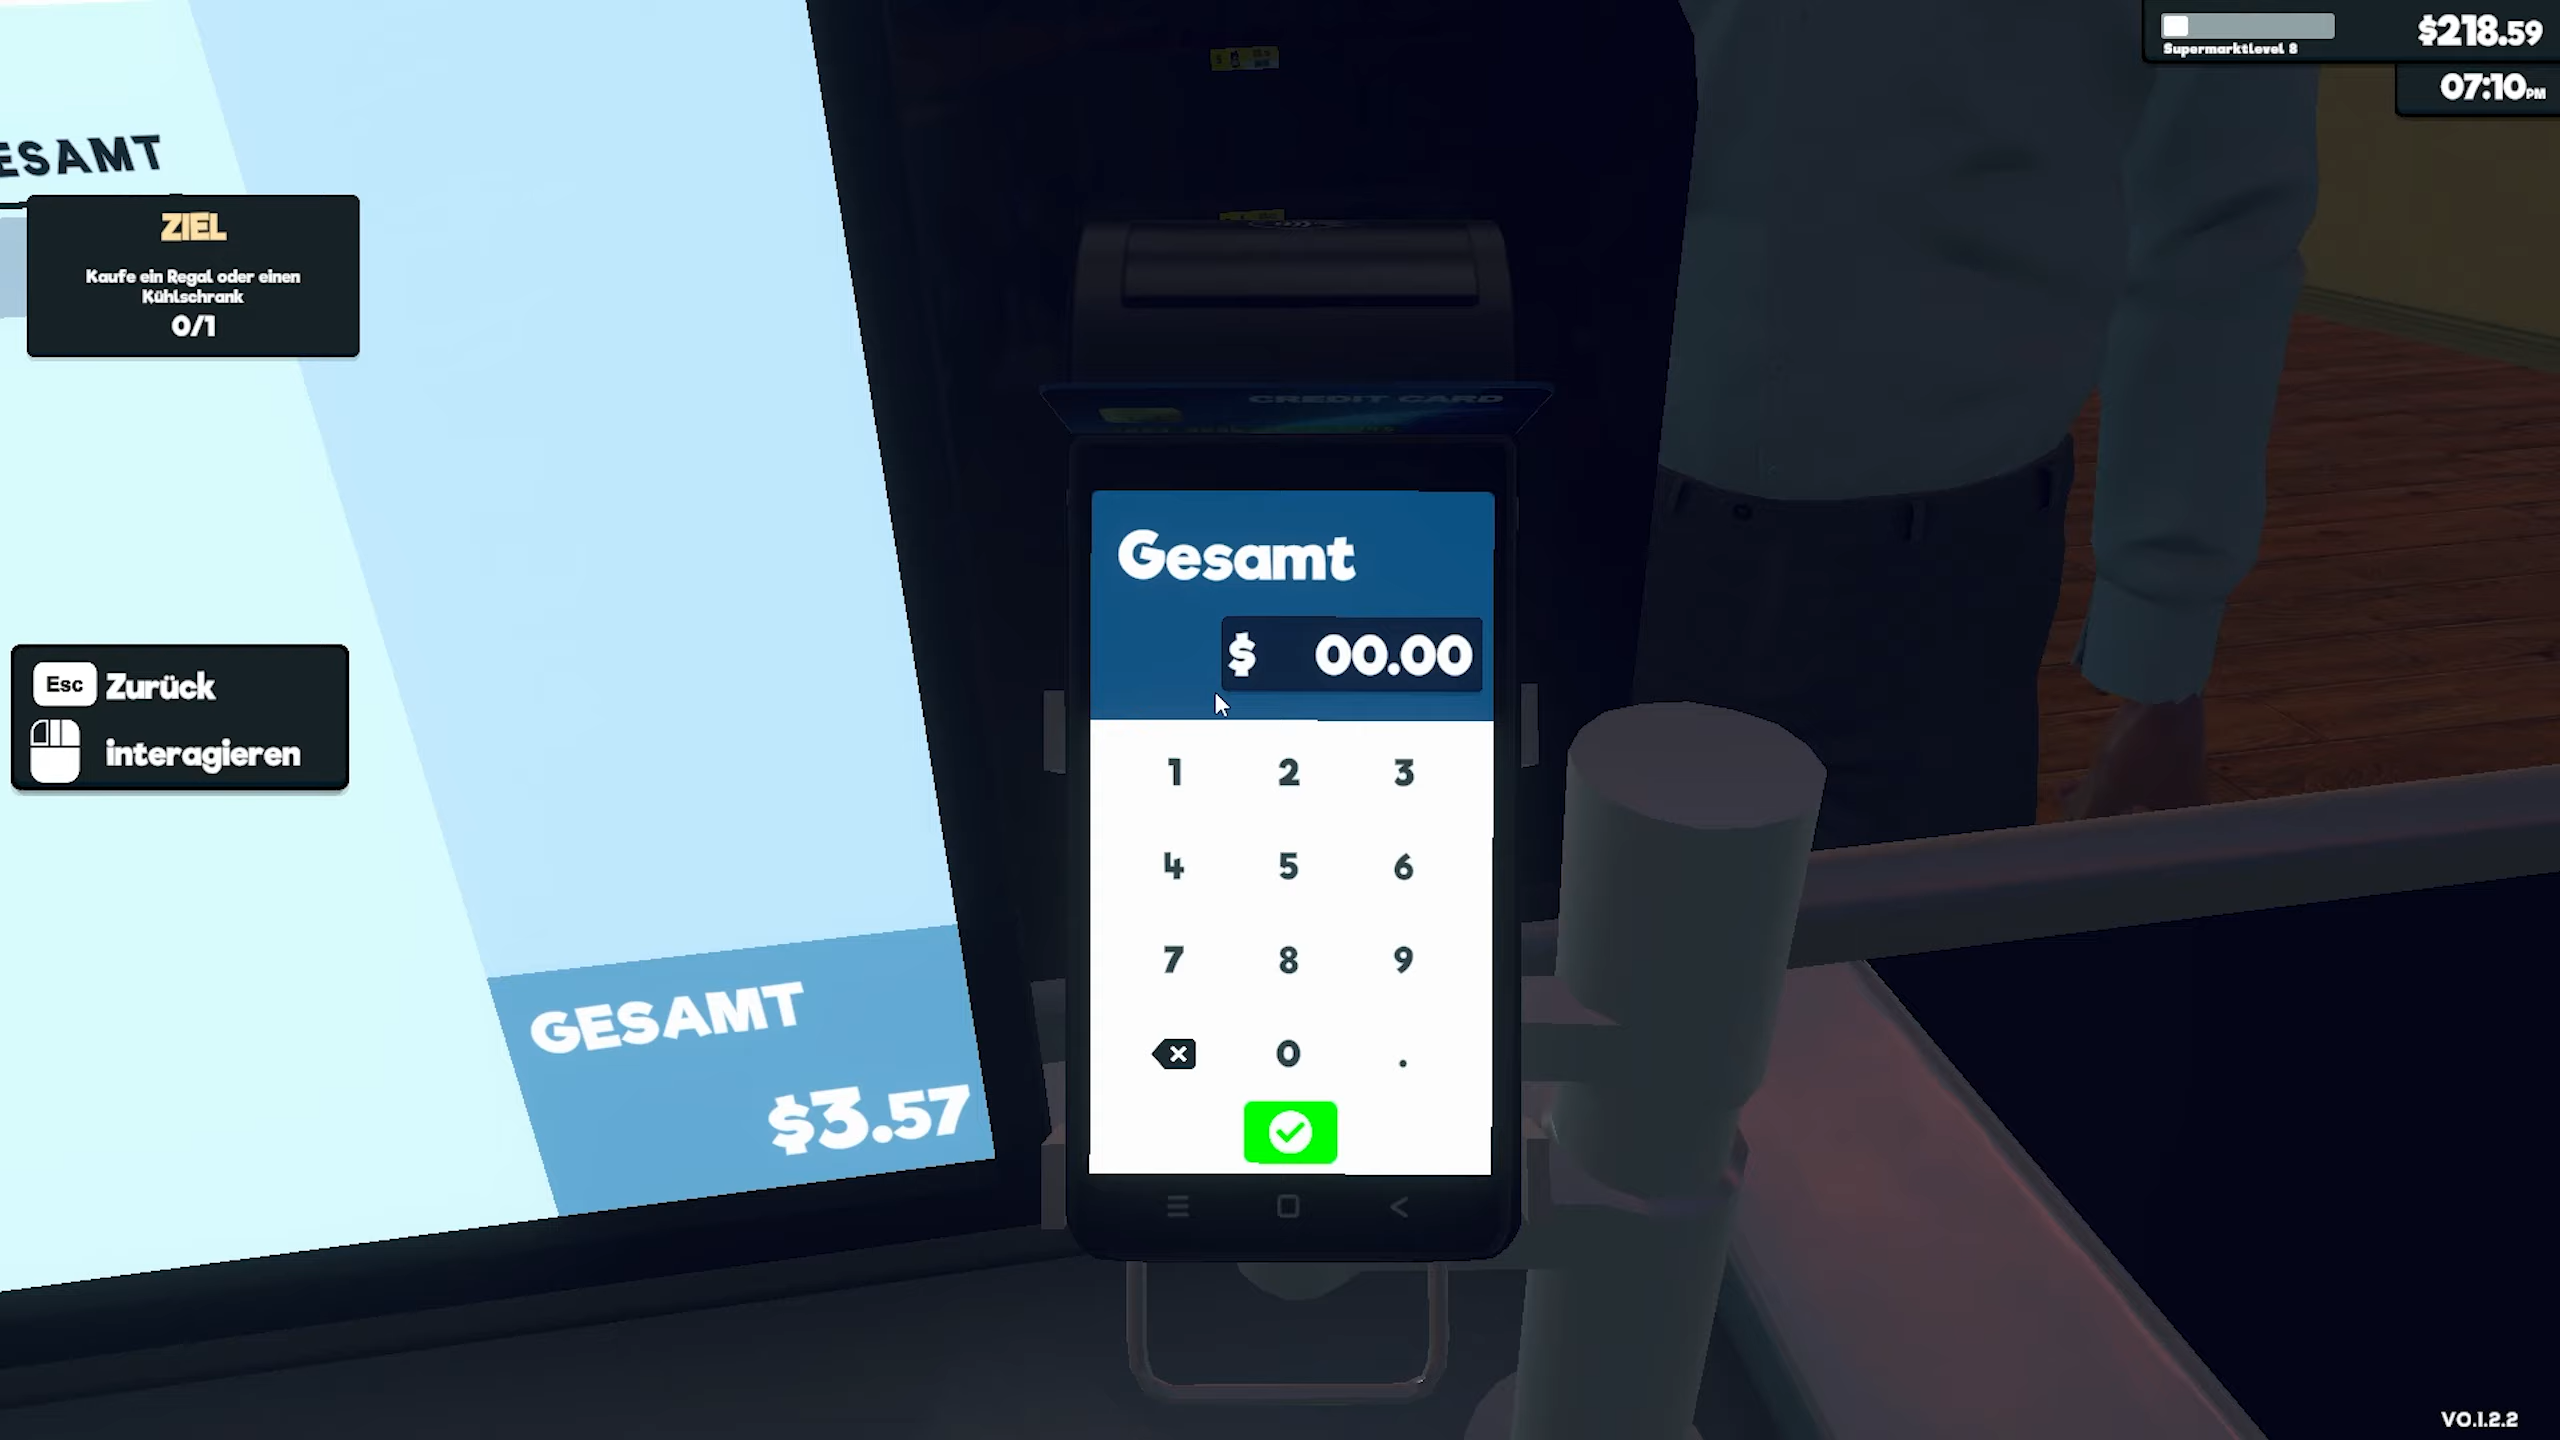 $218.59
Supermarktlevel 8
07:10PM
ESAMT
ZIEL
Kaufe ein Regal oder einen
Kühlschrank
0/1
CREDIT CARD
Gesamt
$ 00.00
Esc Zurück
interagieren
1 2 3
4 5 6
7 8 9
0 .
GESAMT
$3.57
V0.1.2.2